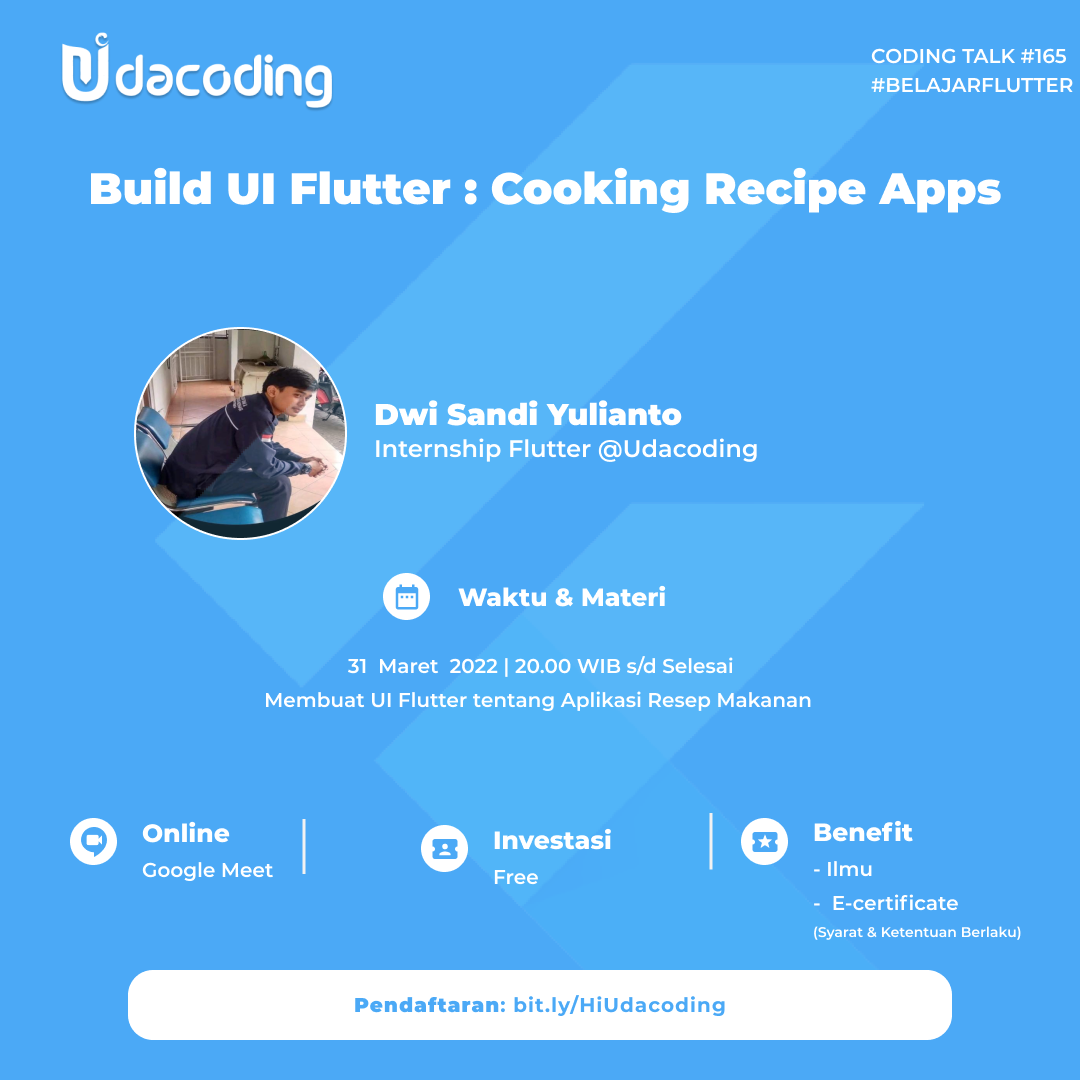 Udacoding
CODING TALK #165
#BELAJARFLUTTER
Build UI Flutter : Cooking Recipe Apps
Dwi Sandi Yulianto
Internship Flutter @Udacoding
Waktu & Materi
31 Maret 2022 | 20.00 WIB s/d Selesai
Membuat UI Flutter tentang Aplikasi Resep Makanan
Online
Google Meet
Investasi
Free
Benefit
- Ilmu
- E-certificate
(Syarat & Ketentuan Berlaku)
Pendaftaran: bit.ly/HiUdacoding